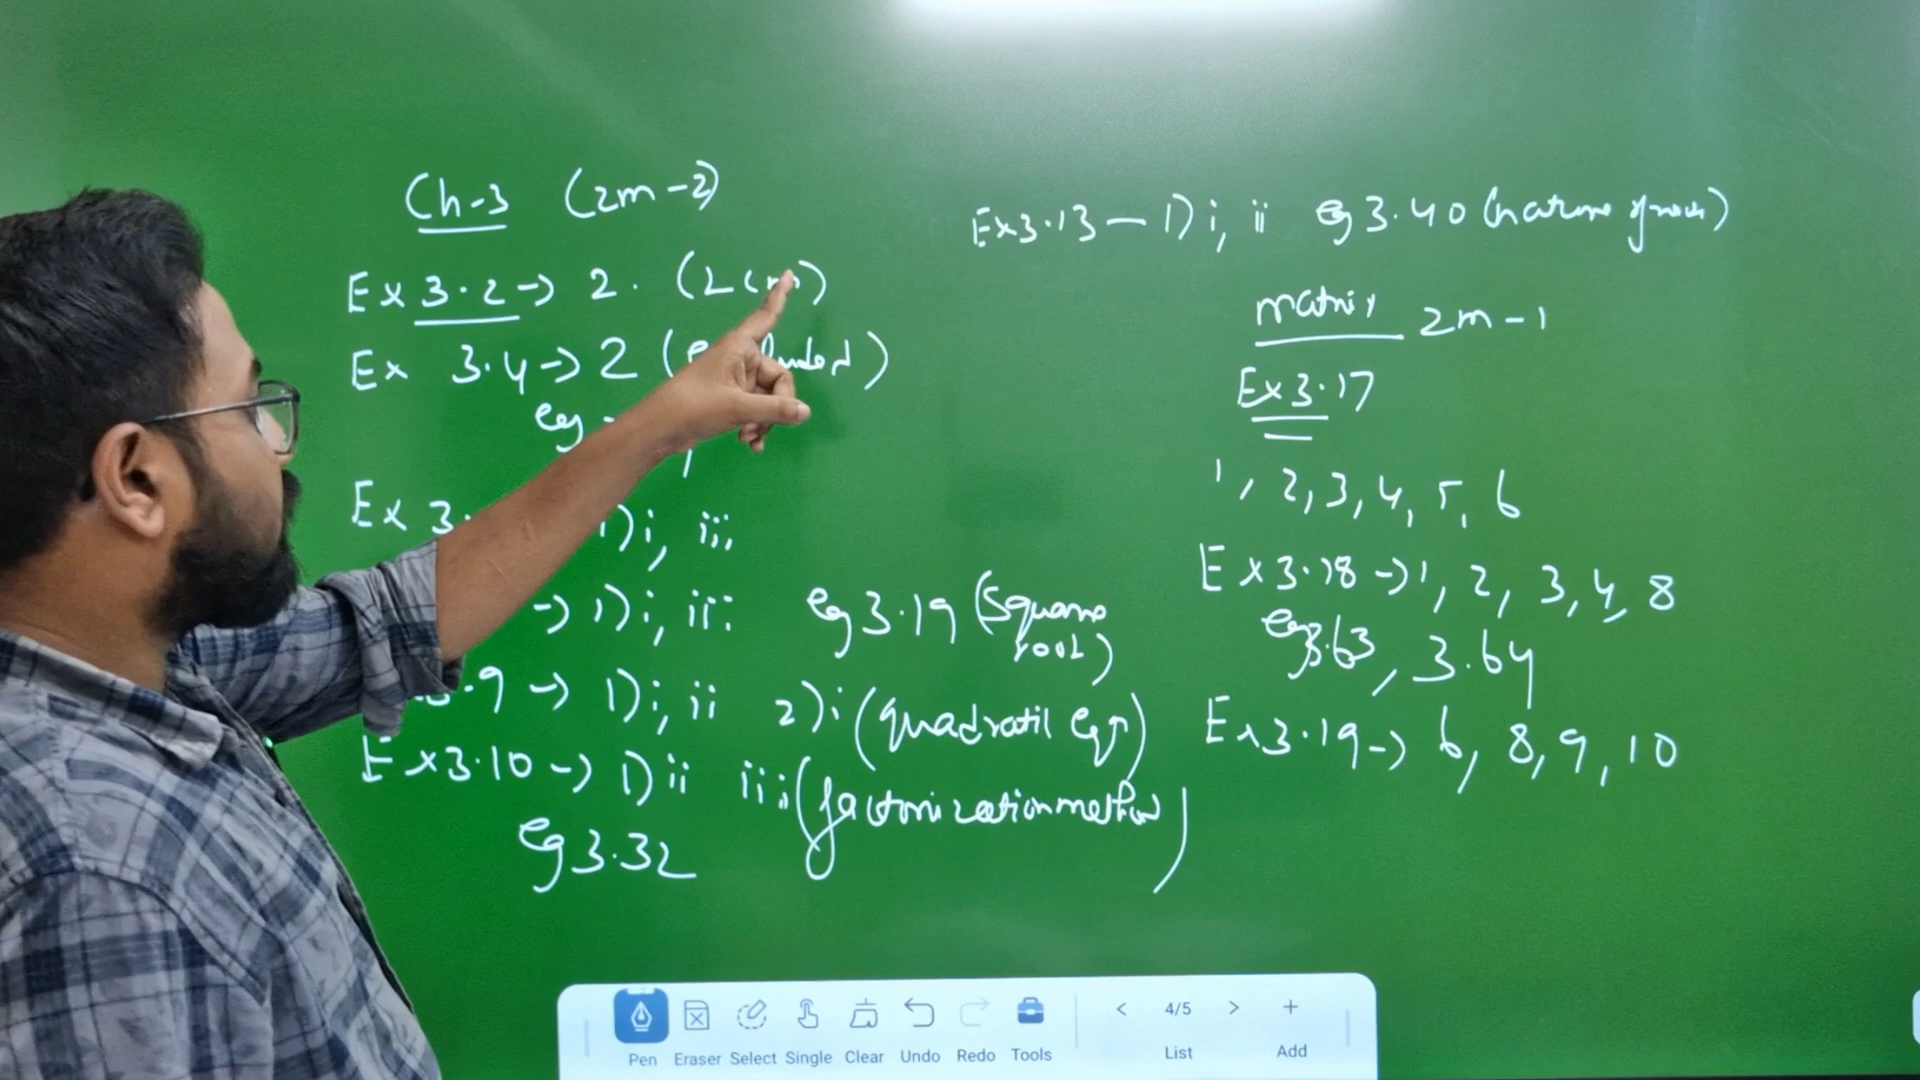 Ch-3 (2m-2)
Ex 3.2 → 2. (Lcm)
Ex 3.4 → 2 (
eg
Ex 3. 1) i, iii
→ 1) i, iii eg 3.19 (Square root)
.9 → 1) i, ii 2) i (quadratic eqn)
Ex 3.10 → 1) ii iii (factorization method)
eg 3.32
Ex 3.13 — 1) i, ii eg 3.40 (nature of roots)
matrix 2m-1
Ex 3.17
1, 2, 3, 4, 5, 6
Ex 3.18 → 1, 2, 3, 4, 8
eg 3.63, 3.64
Ex 3.19 → 6, 8, 9, 10
Pen Eraser Select Single Clear Undo Redo Tools < 4/5 > +
List Add